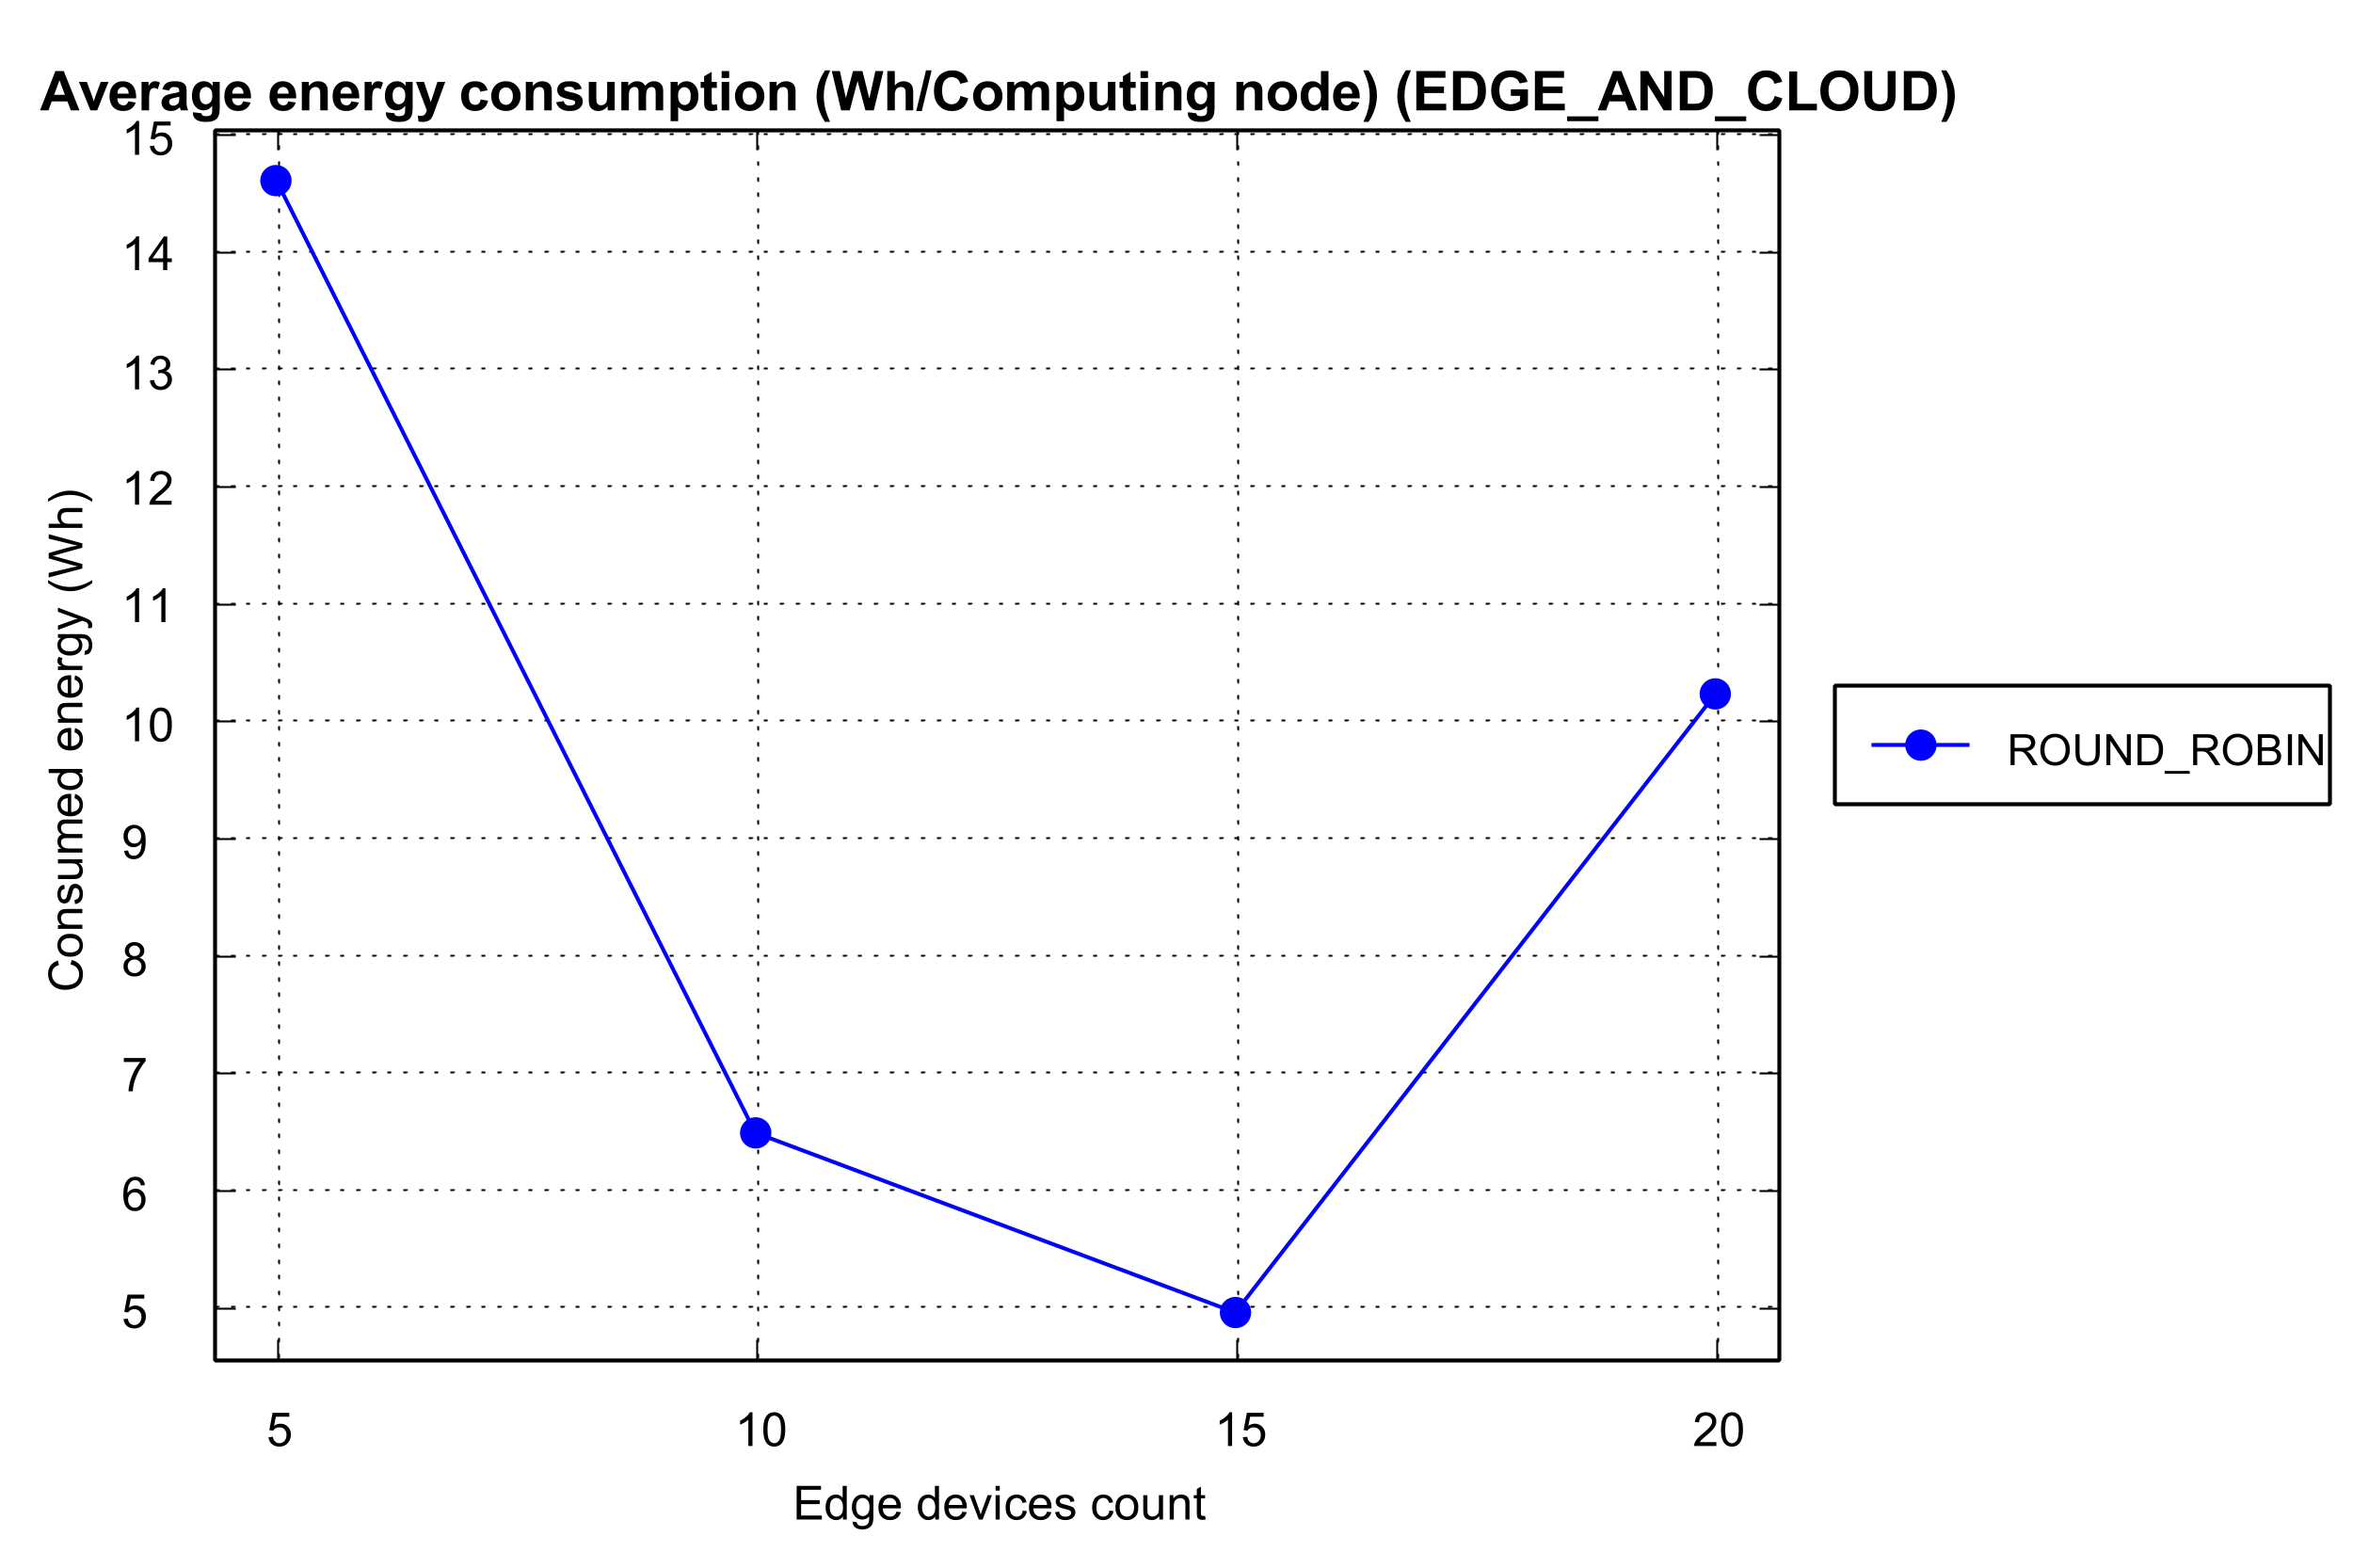 Average energy consumption (Wh/Computing node) (EDGE_AND_CLOUD)
15
14
13
12
11
10
9
8
7
6
5
Consumed energy (Wh)
ROUND_ROBIN
5 10 15 20
Edge devices count